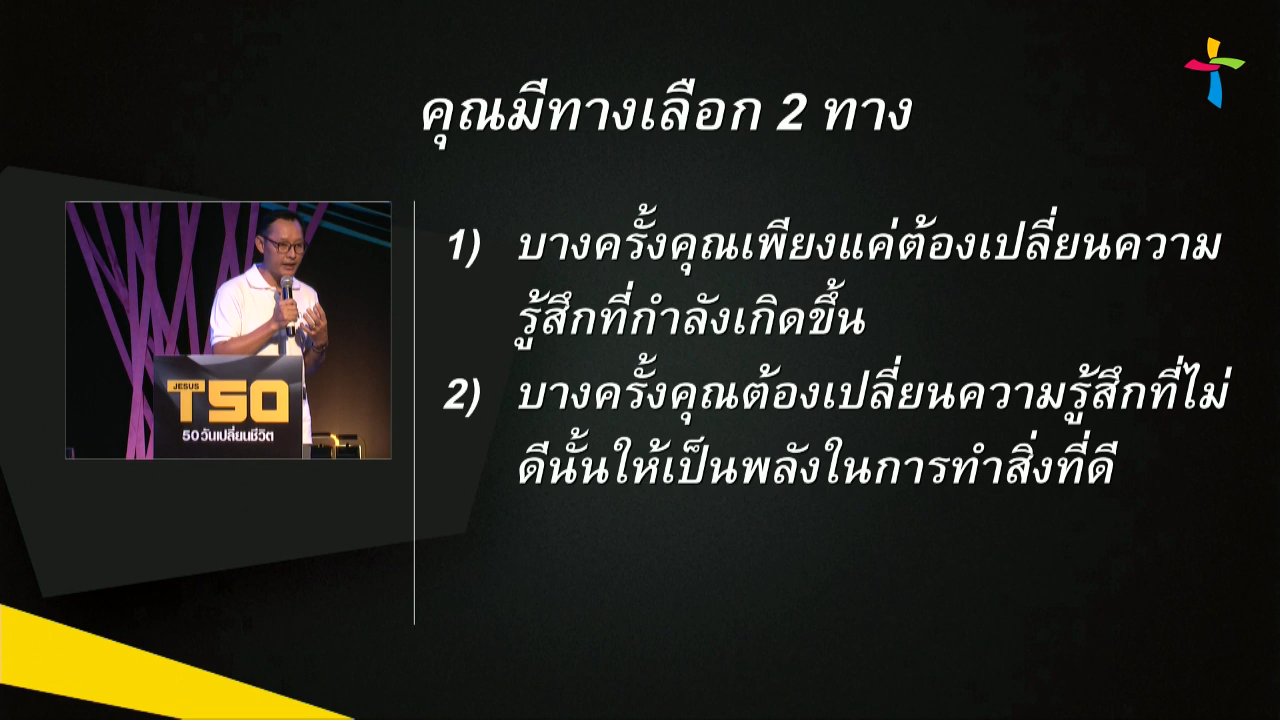 คุณมีทางเลือก 2 ทาง
1) บางครั้งคุณเพียงแค่ต้องเปลี่ยนความ
รู้สึกที่กำลังเกิดขึ้น
2) บางครั้งคุณต้องเปลี่ยนความรู้สึกที่ไม่
ดีนั้นให้เป็นพลังในการทำสิ่งที่ดี
JESUS
T50
50 วันเปลี่ยนชีวิต